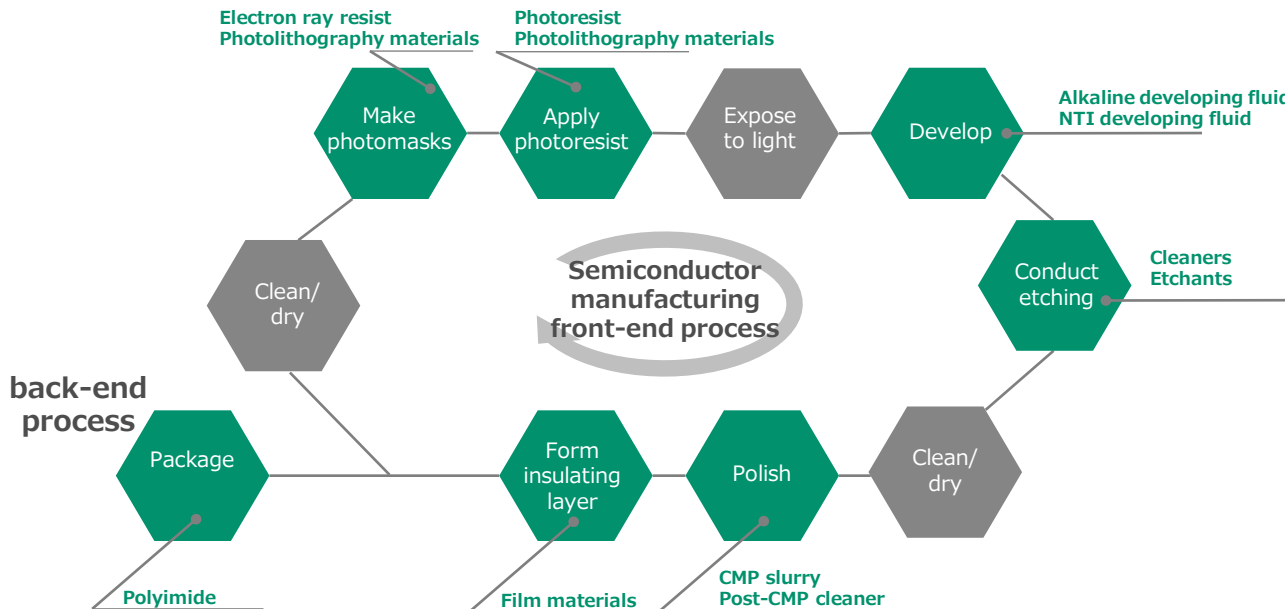 Electron ray resist
Photolithography materials
Photoresist
Photolithography materials
Make
photomasks
Apply
photoresist
Expose
to light
Develop
Alkaline developing fluid
NTI developing fluid
Clean/
dry
Semiconductor
manufacturing
front-end process
Conduct
etching
Cleaners
Etchants
back-end
process
Package
Form
insulating
layer
Polish
Clean/
dry
Polyimide
Film materials
CMP slurry
Post-CMP cleaner